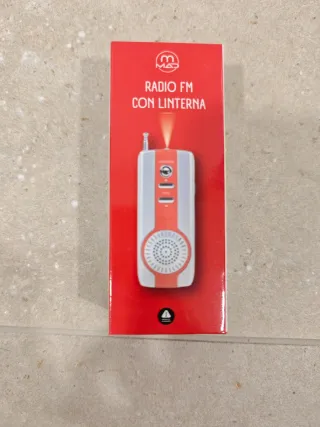 RADIO FM
CON LINTERNA